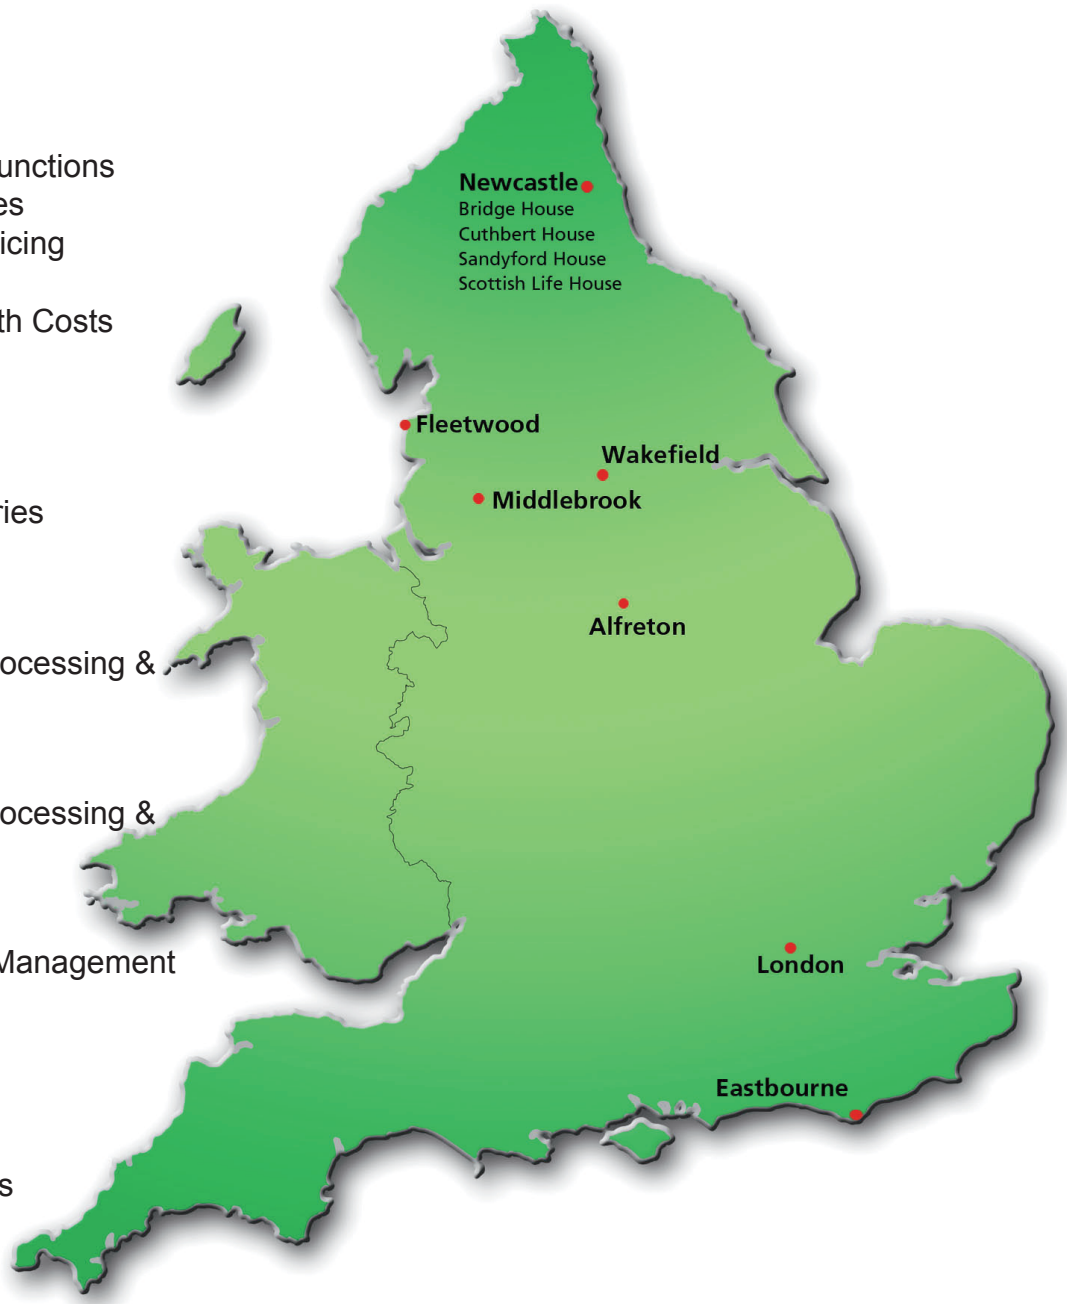 unctions
es
icing
th Costs
ries
ocessing &
ocessing &
Management
s
Newcastle
Bridge House
Cuthbert House
Sandyford House
Scottish Life House
Fleetwood
Wakefield
Middlebrook
Alfreton
London
Eastbourne